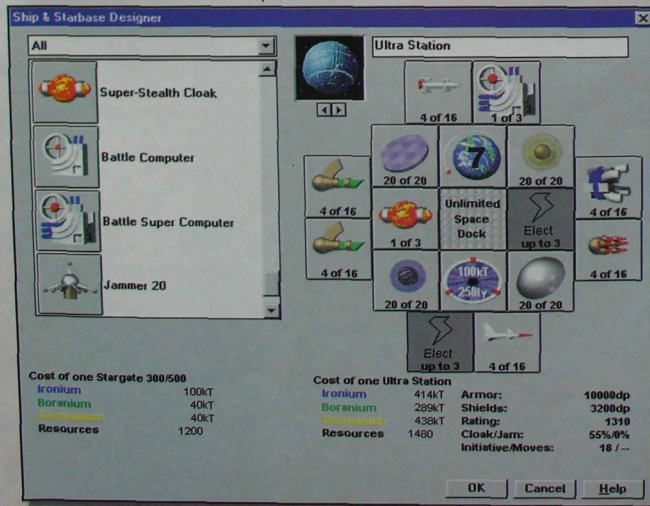 Ship & Starbase Designer
All
Ultra Station
Super-Stealth Cloak
Battle Computer
Battle Super Computer
Jammer 20
4 of 16
1 of 3
20 of 20
7
20 of 20
4 of 16
4 of 16
1 of 3
Unlimited
Space
Dock
Elect
up to 3
4 of 16
4 of 16
20 of 20
100kT
250ly
20 of 20
Elect
up to 3
4 of 16
Cost of one Stargate 300/500
Ironium 100kT
Boranium 40kT
Germanium 40kT
Resources 1200
Cost of one Ultra Station
Ironium 414kT
Boranium 289kT
Germanium 438kT
Resources 1480
Armor: 10000dp
Shields: 3200dp
Rating: 1310
Cloak/Jam: 55%/0%
Initiative/Moves: 18 / --
OK
Cancel
Help